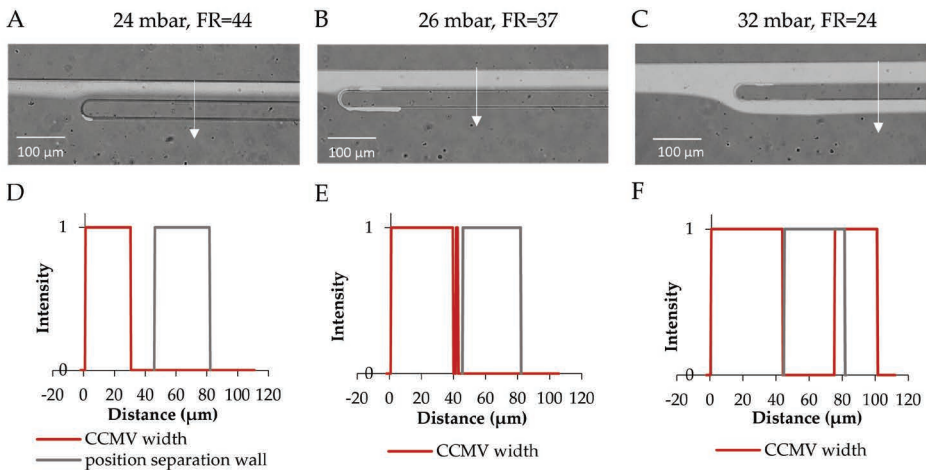 A 24 mbar, FR=44
B 26 mbar, FR=37
C 32 mbar, FR=24
100 µm
100 µm
100 µm
D
Intensity
1
0
-20 0 20 40 60 80 100 120
Distance (µm)
CCMV width
position separation wall
E
Intensity
1
0
-20 0 20 40 60 80 100 120
Distance (µm)
CCMV width
F
Intensity
1
0
-20 0 20 40 60 80 100 120
Distance (µm)
CCMV width